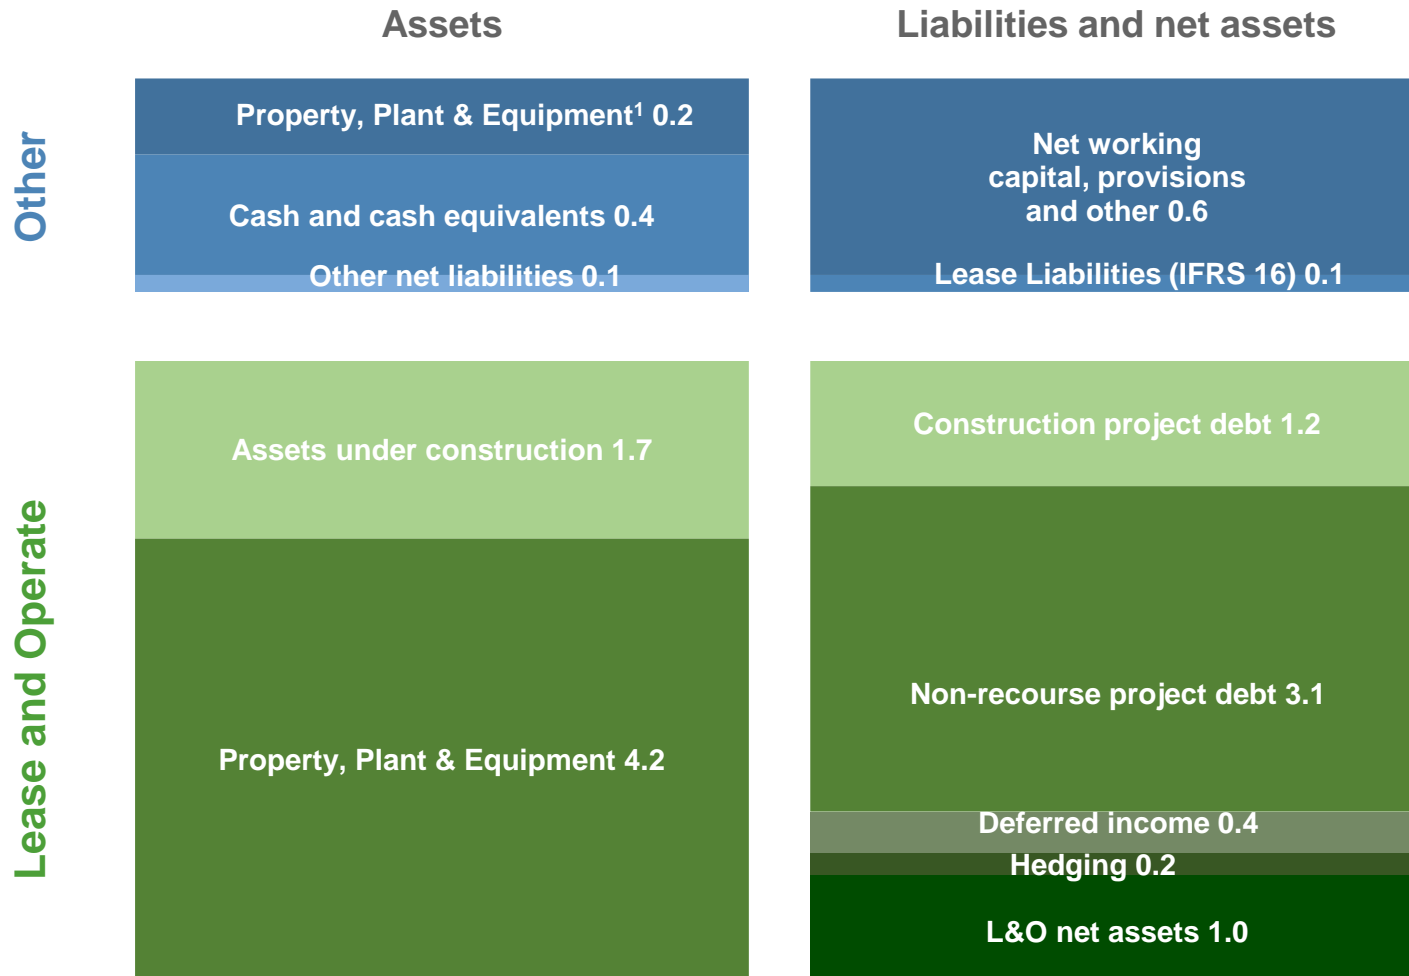 Assets
Liabilities and net assets
Other
Property, Plant & Equipment¹ 0.2
Cash and cash equivalents 0.4
Other net liabilities 0.1
Net working
capital, provisions
and other 0.6
Lease Liabilities (IFRS 16) 0.1
Lease and Operate
Assets under construction 1.7
Property, Plant & Equipment 4.2
Construction project debt 1.2
Non-recourse project debt 3.1
Deferred income 0.4
Hedging 0.2
L&O net assets 1.0